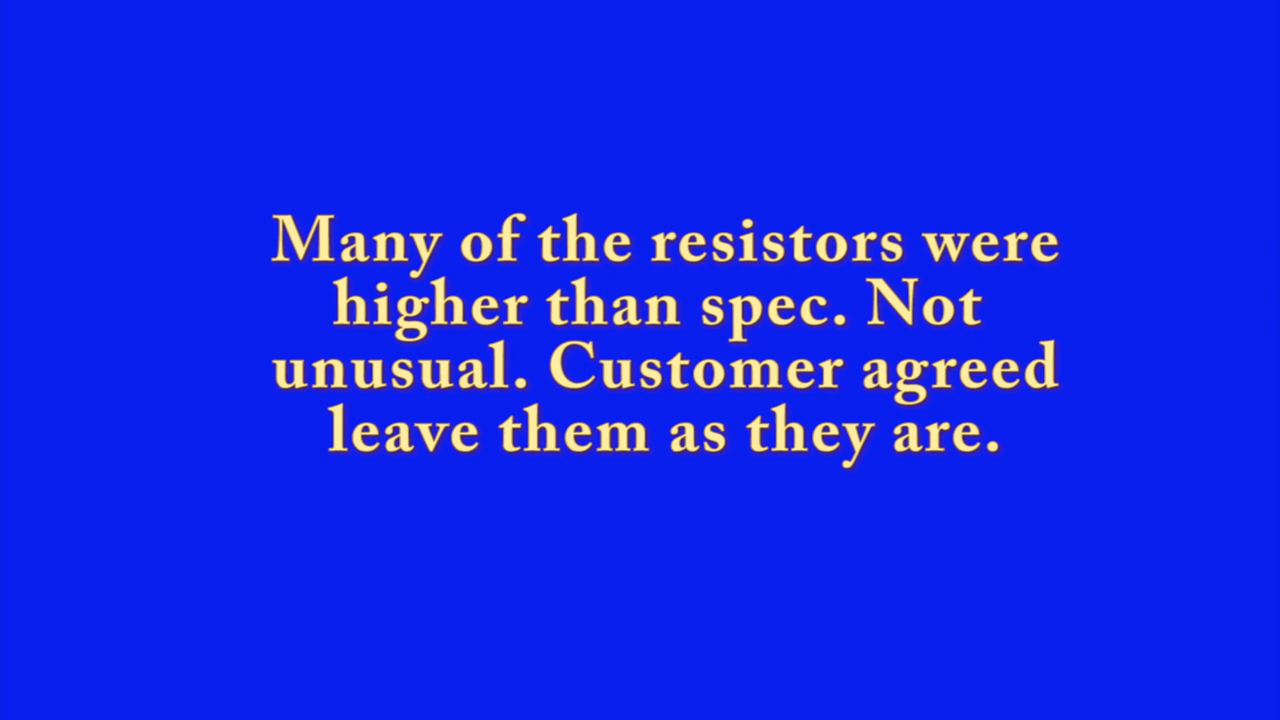 Many of the resistors were
higher than spec. Not
unusual. Customer agreed
leave them as they are.